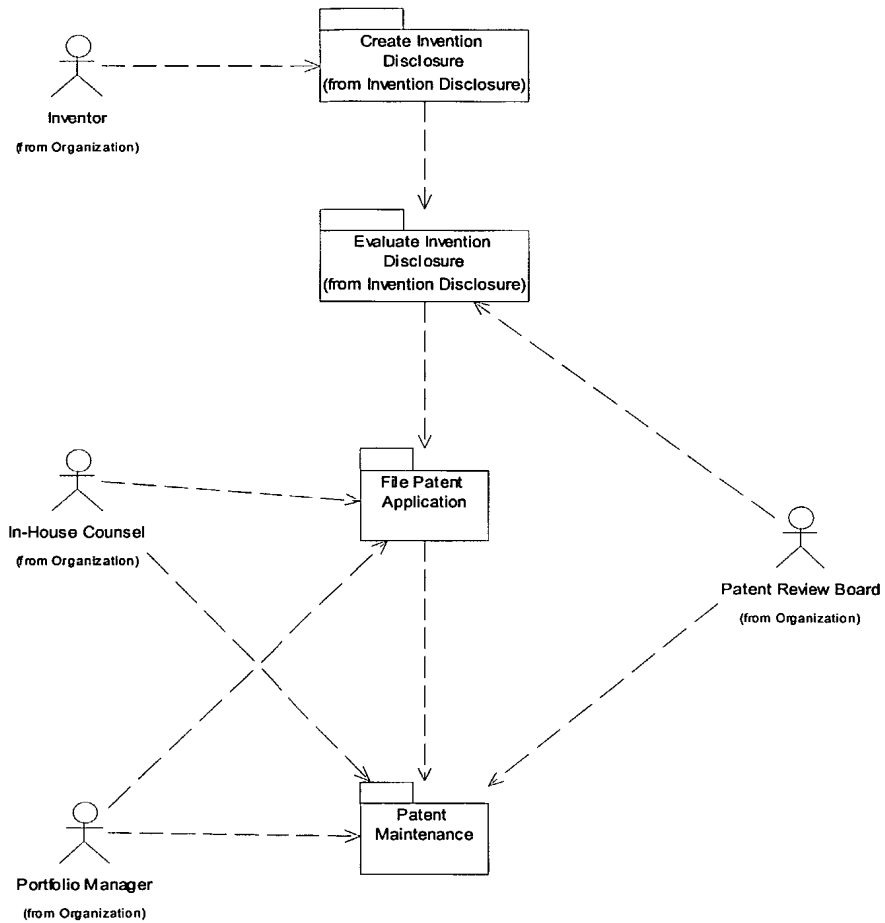 Create Invention
Disclosure
(from Invention Disclosure)
Inventor
(from Organization)
Evaluate Invention
Disclosure
(from Invention Disclosure)
File Patent
Application
In-House Counsel
(from Organization)
Patent Review Board
(from Organization)
Patent
Maintenance
Portfolio Manager
(from Organization)